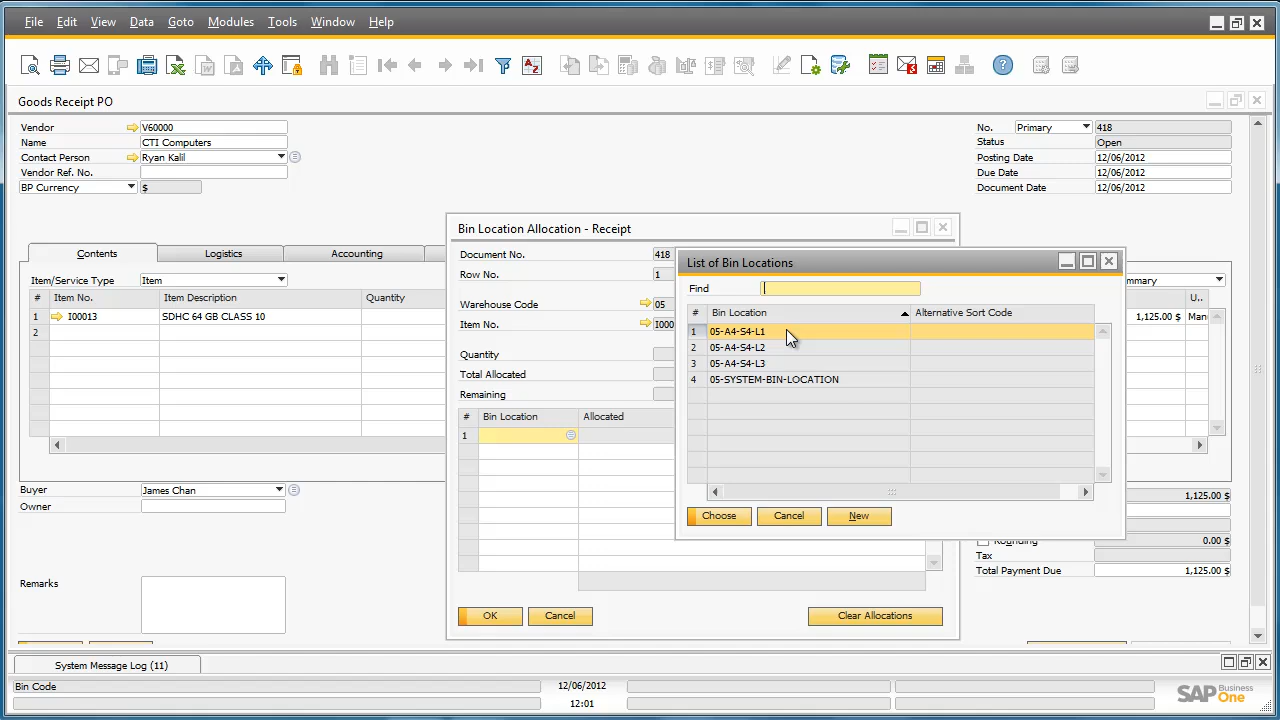 File Edit View Data Goto Modules Tools Window Help
Goods Receipt PO
Vendor V60000
Name CTI Computers
Contact Person Ryan Kalil
Vendor Ref. No.
BP Currency $
No. Primary 418
Status Open
Posting Date 12/06/2012
Due Date 12/06/2012
Document Date 12/06/2012
Contents Logistics Accounting
Item/Service Type Item
# Item No. Item Description Quantity
1 I00013 SDHC 64 GB CLASS 10
2
mmary
U..
1,125.00 $ Man
Bin Location Allocation - Receipt
Document No. 418
Row No. 1
Warehouse Code 05
Item No. I000
Quantity
Total Allocated
Remaining
# Bin Location Allocated
1
OK Cancel Clear Allocations
List of Bin Locations
Find
# Bin Location Alternative Sort Code
1 05-A4-S4-L1
2 05-A4-S4-L2
3 05-A4-S4-L3
4 05-SYSTEM-BIN-LOCATION
Choose Cancel New
Buyer James Chan
Owner
Remarks
1,125.00 $
Rounding 0.00 $
Tax
Total Payment Due 1,125.00 $
System Message Log (11)
Bin Code 12/06/2012
12:01
SAP Business One